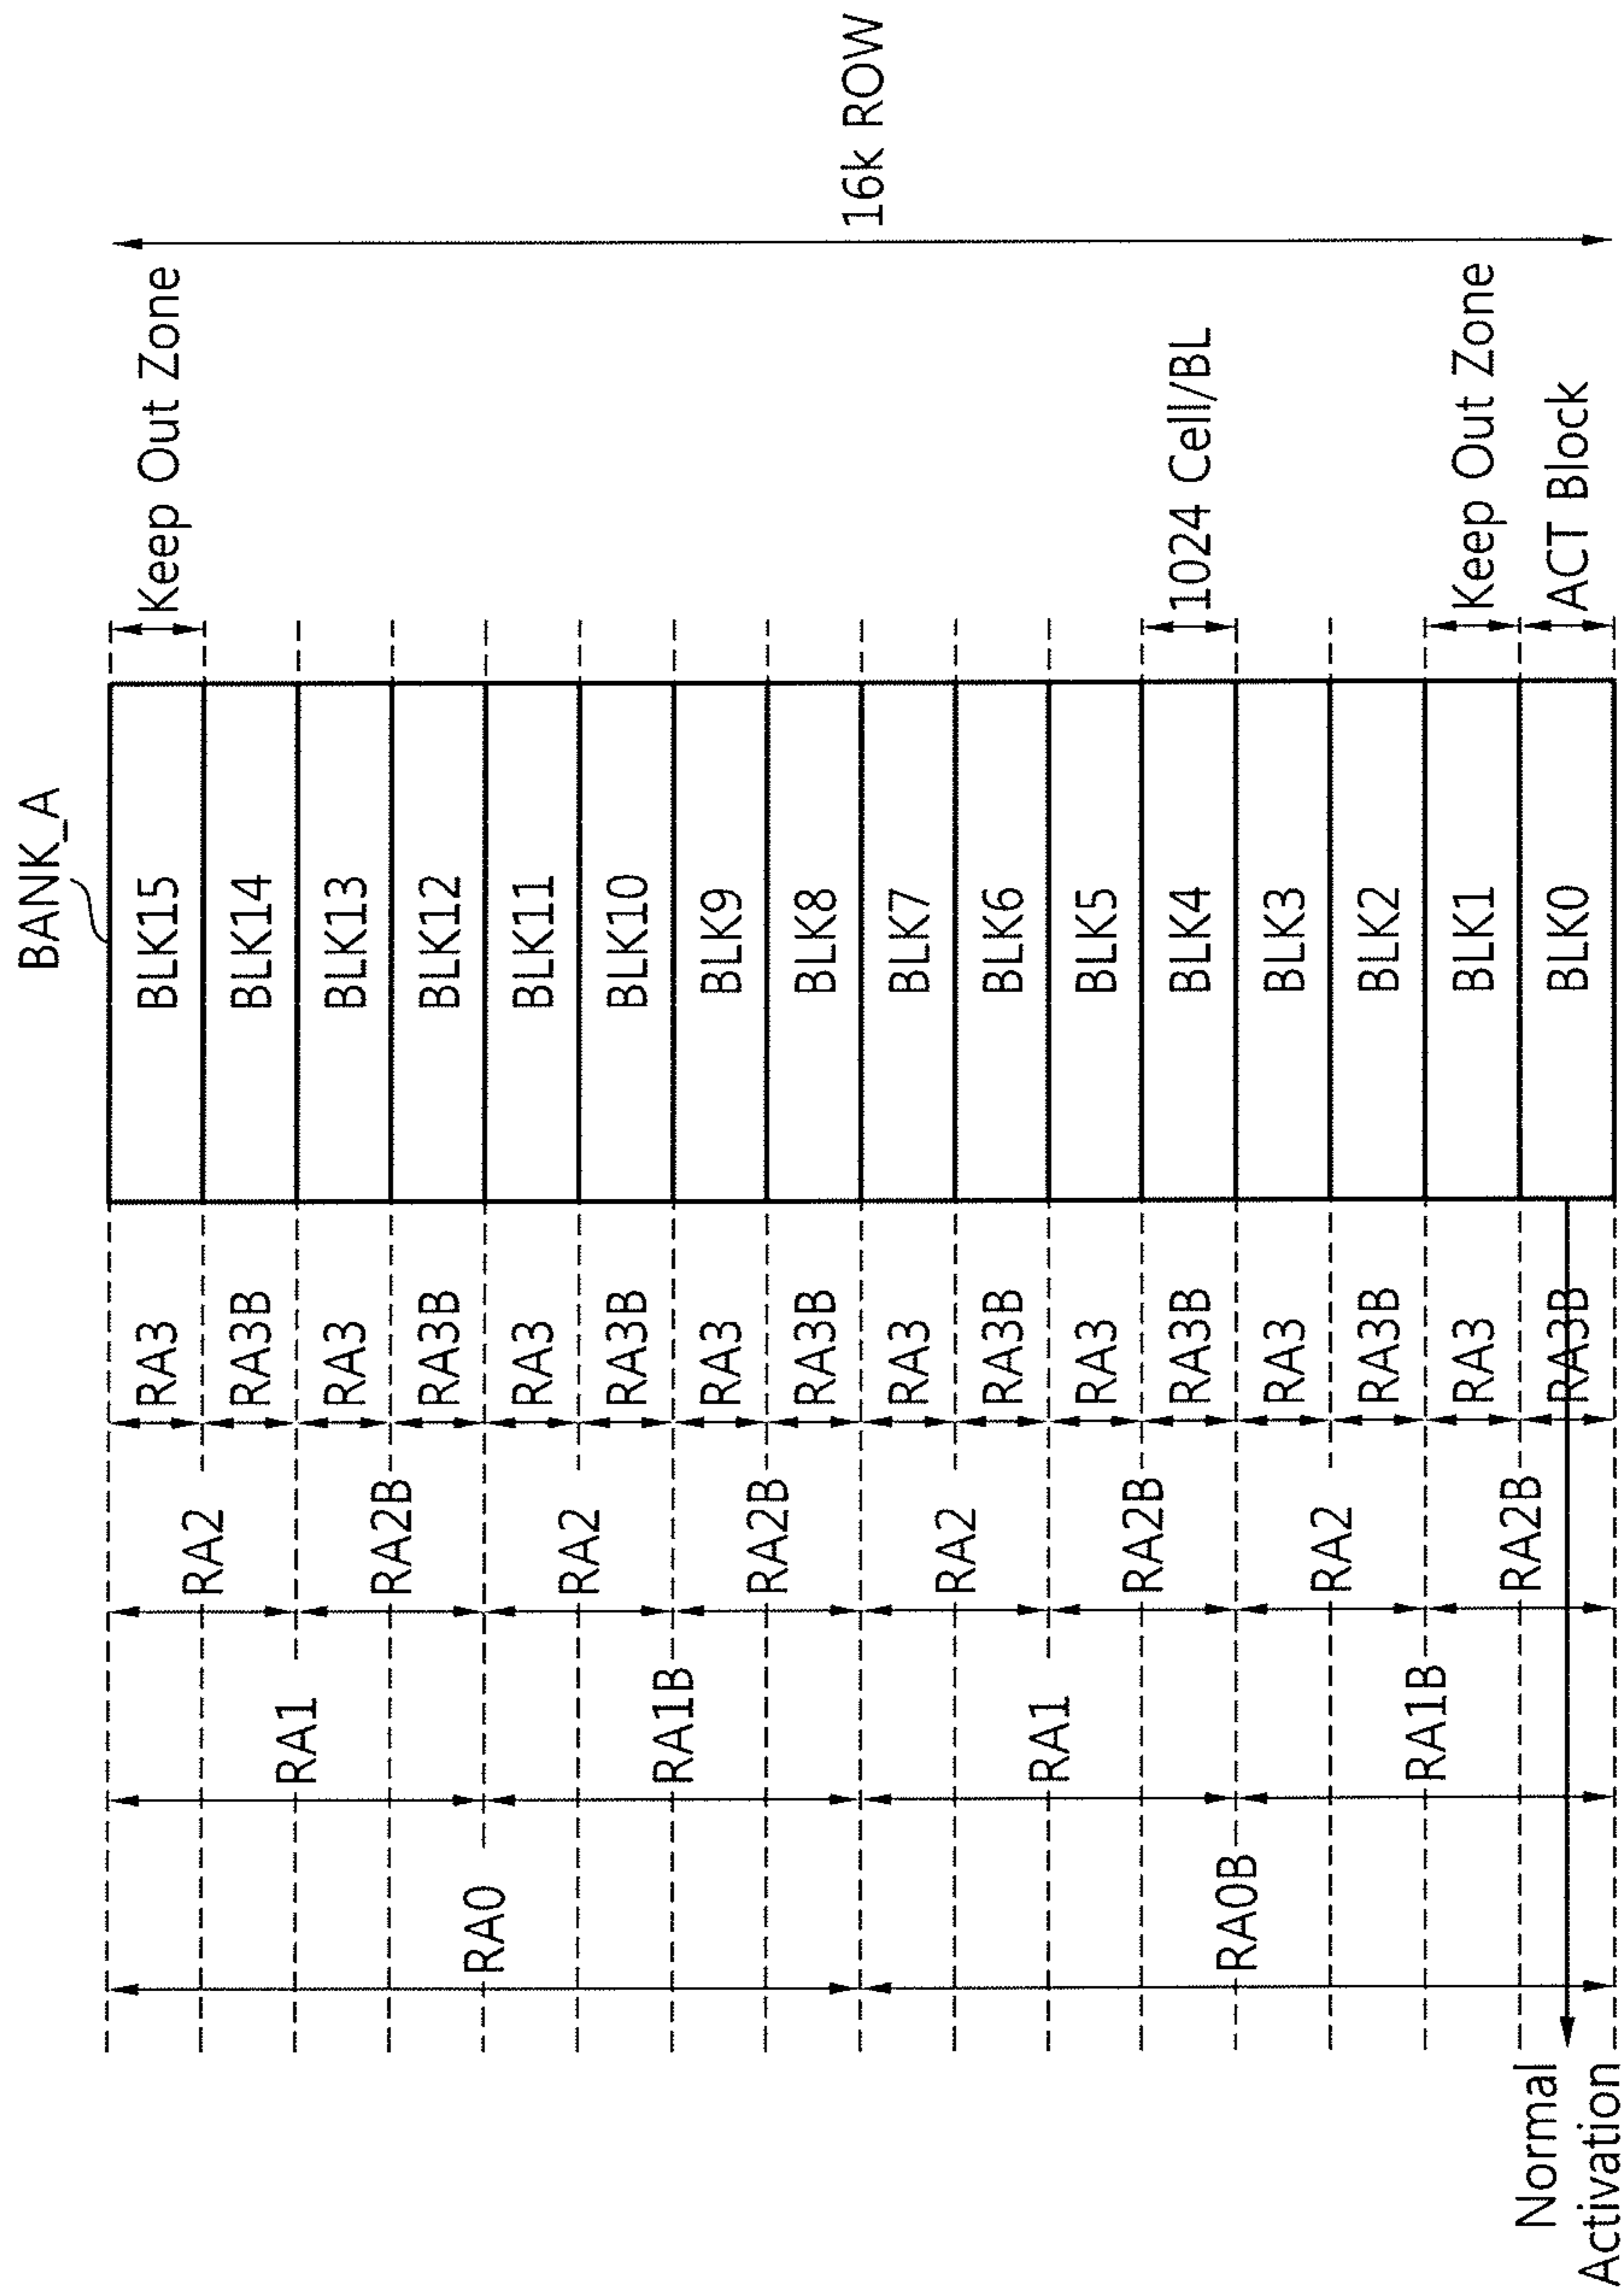 BANK_A
RA3 BLK15 Keep Out Zone
RA2
RA3B BLK14
RA1
RA3 BLK13
RA2B
RA3B BLK12
RA0
RA3 BLK11
RA2
RA3B BLK10
RA1B
RA3 BLK9
RA2B
RA3B BLK8
16k ROW
RA3 BLK7
RA2
RA3B BLK6
RA1
RA3 BLK5
RA2B
RA3B BLK4 1024 Cell/BL
RA0B
RA3 BLK3
RA2
RA3B BLK2
RA1B
RA3 BLK1 Keep Out Zone
RA2B
RA3B BLK0 ACT Block
Normal
Activation